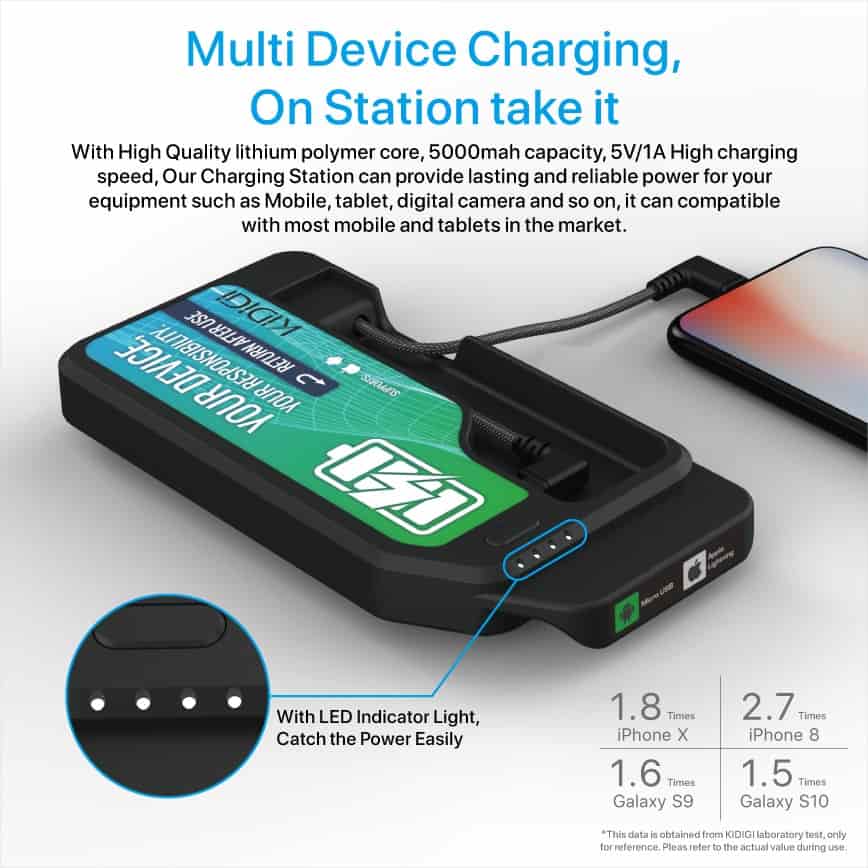 Multi Device Charging,
On Station take it
With High Quality lithium polymer core, 5000mah capacity, 5V/1A High charging
speed, Our Charging Station can provide lasting and reliable power for your
equipment such as Mobile, tablet, digital camera and so on, it can compatible
with most mobile and tablets in the market.
KiDiGi
RETURN AFTER USE
YOUR DEVICE,
YOUR RESPONSIBILITY.
SUPPORTS:
Micro USB
Apple
Lightning
With LED Indicator Light,
Catch the Power Easily
1.8 Times
iPhone X
2.7 Times
iPhone 8
1.6 Times
Galaxy S9
1.5 Times
Galaxy S10
*This data is obtained from KiDiGi laboratory test, only
for reference. Pleas refer to the actual value during use.